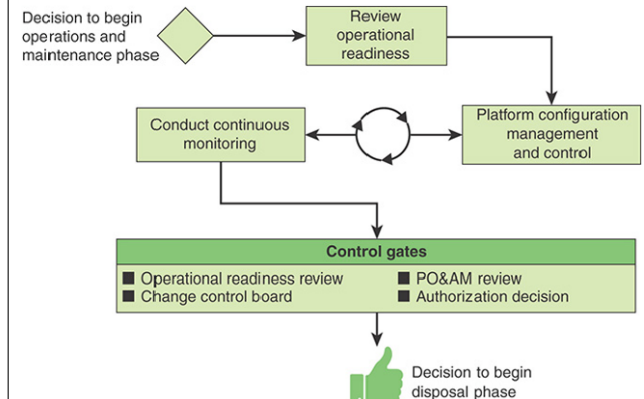 Decision to begin
operations and
maintenance phase
Review
operational
readiness
Conduct continuous
monitoring
Platform configuration
management
and control
Control gates
Operational readiness review
PO&AM review
Change control board
Authorization decision
Decision to begin
disposal phase